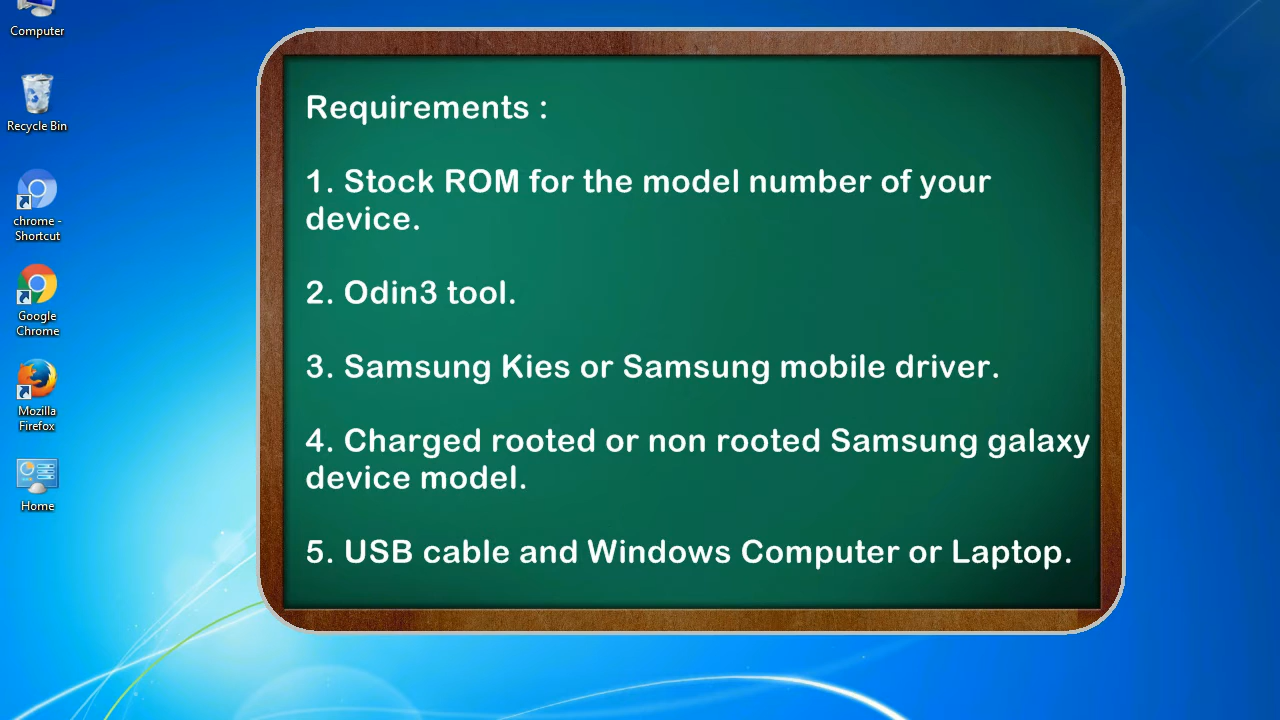 Computer
Recycle Bin
chrome -
Shortcut
Google
Chrome
Mozilla
Firefox
Home
Requirements :
1. Stock ROM for the model number of your
device.
2. Odin3 tool.
3. Samsung Kies or Samsung mobile driver.
4. Charged rooted or non rooted Samsung galaxy
device model.
5. USB cable and Windows Computer or Laptop.